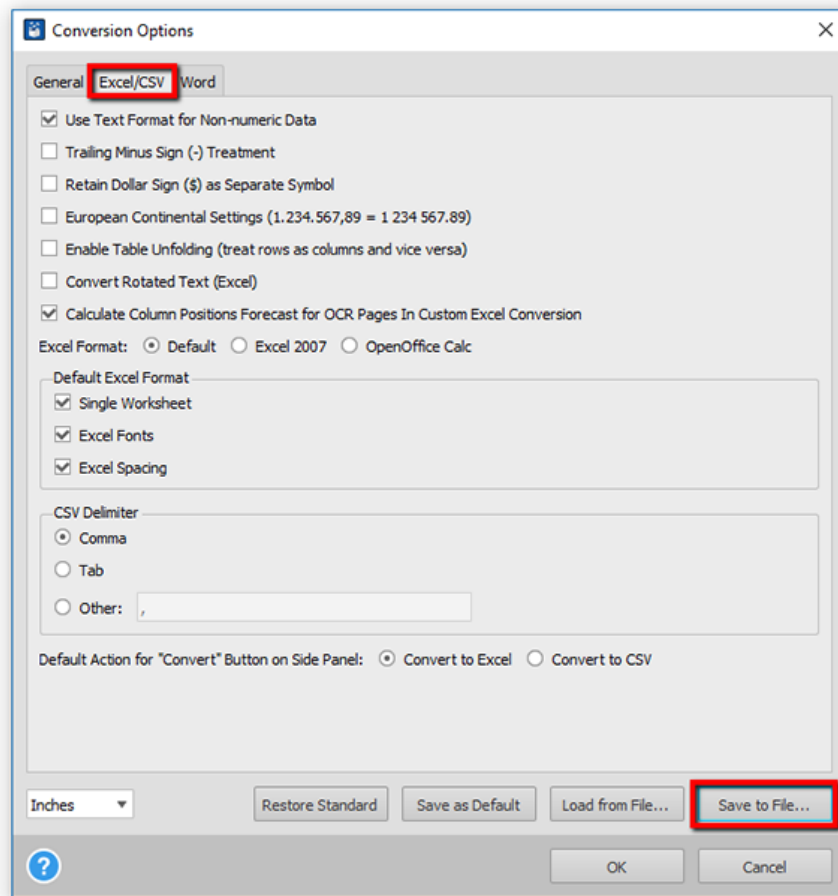 Conversion Options
General Excel/CSV Word
Use Text Format for Non-numeric Data
Trailing Minus Sign (-) Treatment
Retain Dollar Sign ($) as Separate Symbol
European Continental Settings (1.234.567,89 = 1 234 567.89)
Enable Table Unfolding (treat rows as columns and vice versa)
Convert Rotated Text (Excel)
Calculate Column Positions Forecast for OCR Pages In Custom Excel Conversion
Excel Format: Default Excel 2007 OpenOffice Calc
Default Excel Format
Single Worksheet
Excel Fonts
Excel Spacing
CSV Delimiter
Comma
Tab
Other: ,
Default Action for "Convert" Button on Side Panel: Convert to Excel Convert to CSV
Inches Restore Standard Save as Default Load from File... Save to File...
? OK Cancel